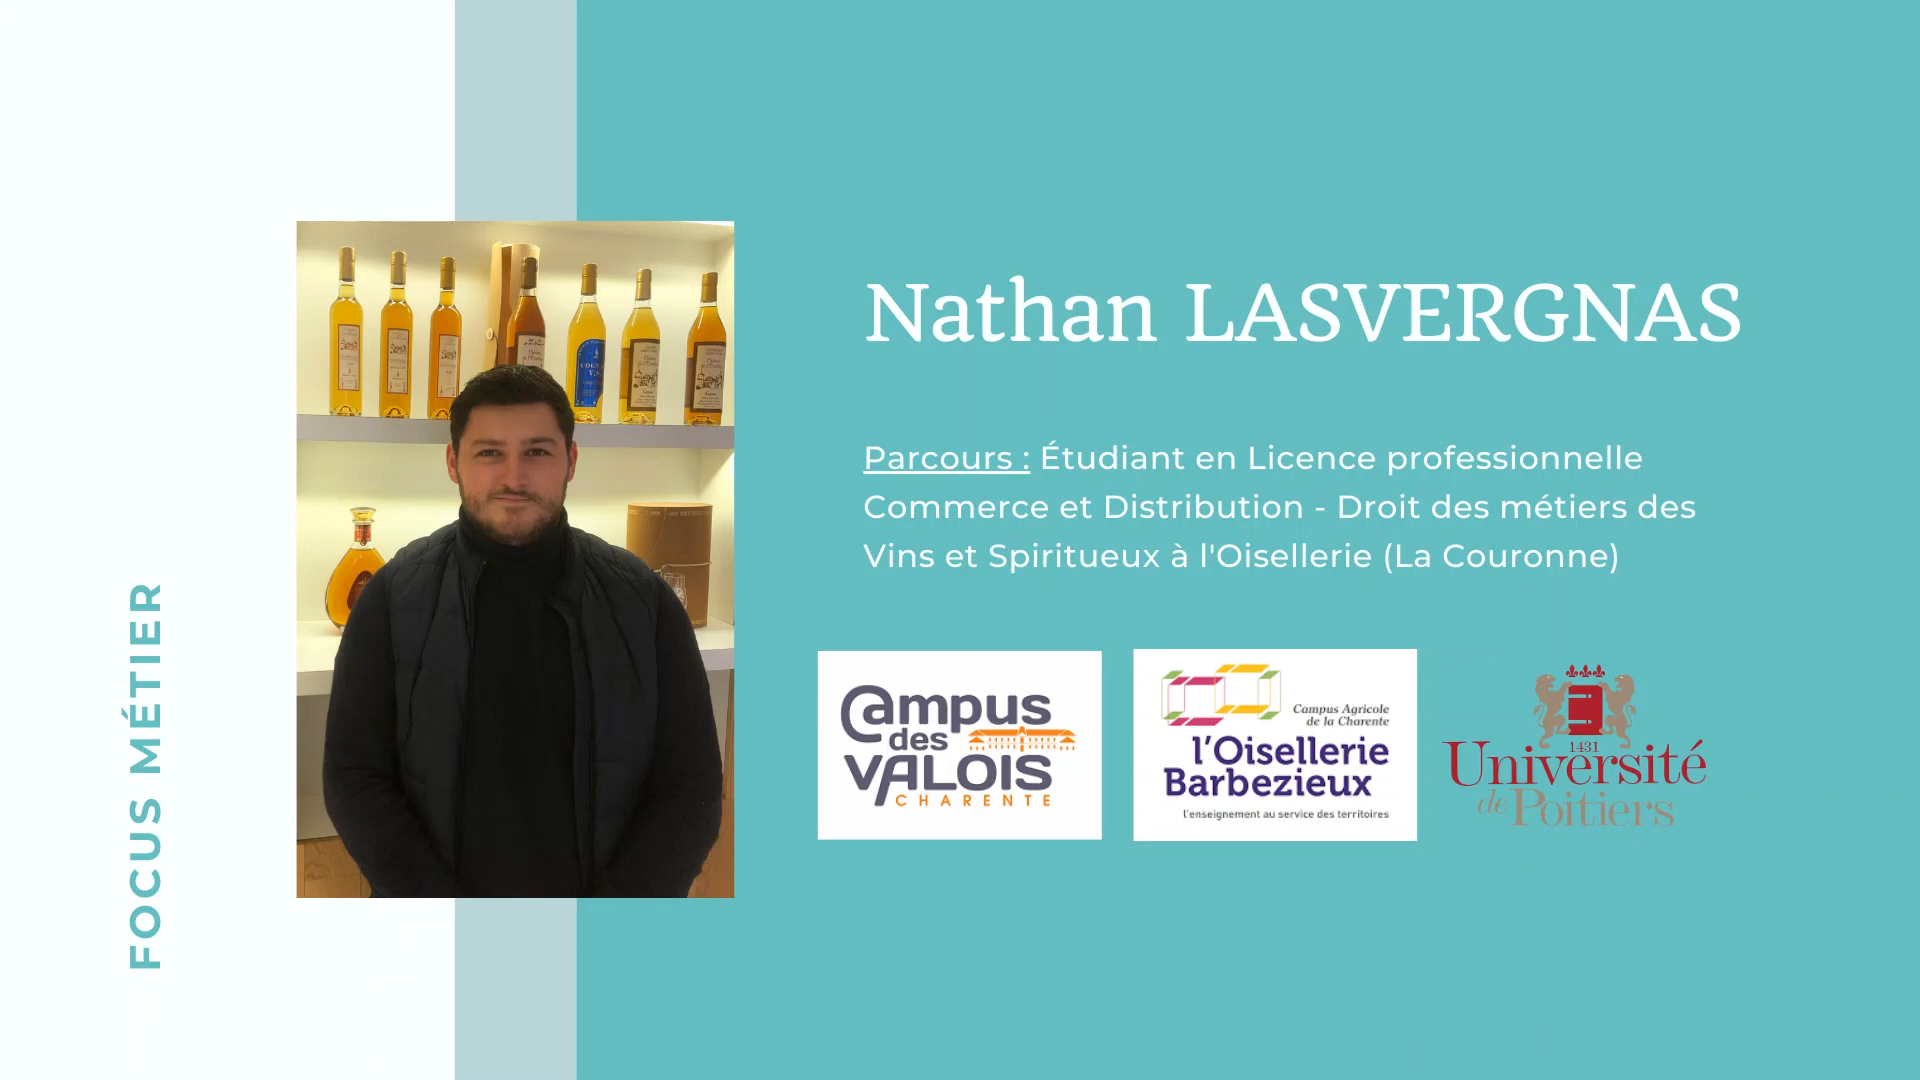 FOCUS MÉTIER
Nathan LASVERGNAS
Parcours : Étudiant en Licence professionnelle
Commerce et Distribution - Droit des métiers des
Vins et Spiritueux à l'Oisellerie (La Couronne)
Campus
des
VALOIS
CHARENTE
Campus Agricole
de la Charente
l'Oisellerie
Barbezieux
l'enseignement au service des territoires
1431
Université
de Poitiers